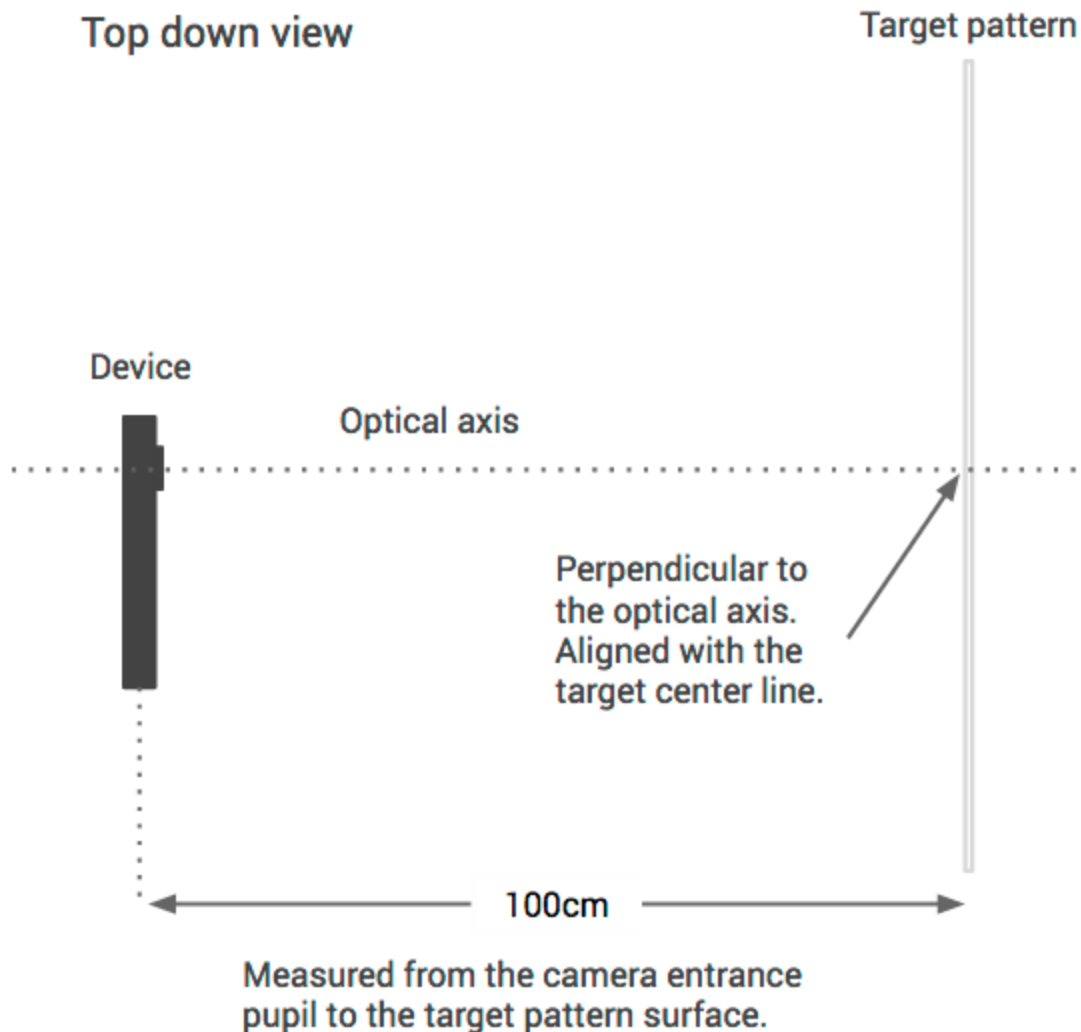 Top down view
Target pattern
Device
Optical axis
Perpendicular to
the optical axis.
Aligned with the
target center line.
100cm
Measured from the camera entrance
pupil to the target pattern surface.